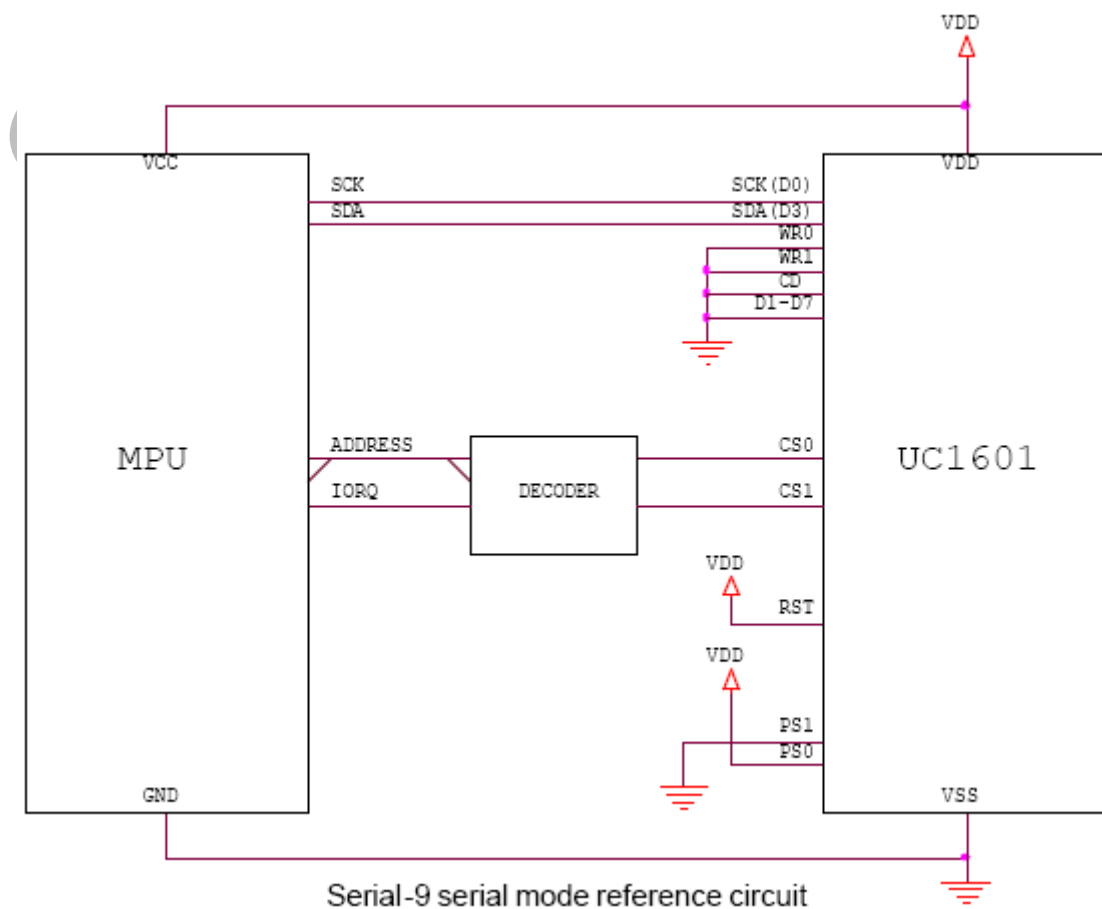 VDD
VCC
VDD
SCK
SCK(D0)
SDA
SDA(D3)
WR0
WR1
CD
D1-D7
ADDRESS
CS0
MPU
DECODER
UC1601
IORQ
CS1
VDD
RST
VDD
PS1
PS0
GND
VSS
Serial-9 serial mode reference circuit